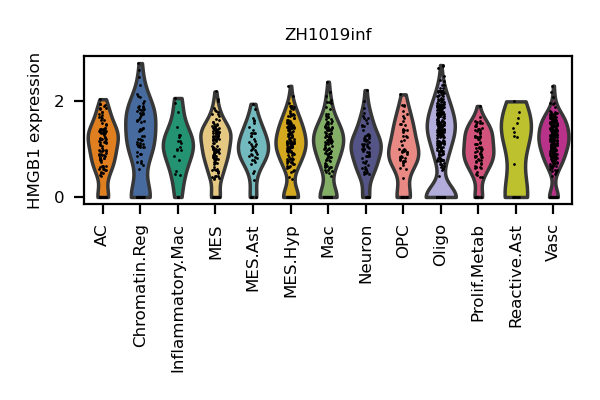 ZH1019inf
HMGB1 expression
2
0
AC
Chromatin.Reg
Inflammatory.Mac
MES
MES.Ast
MES.Hyp
Mac
Neuron
OPC
Oligo
Prolif.Metab
Reactive.Ast
Vasc